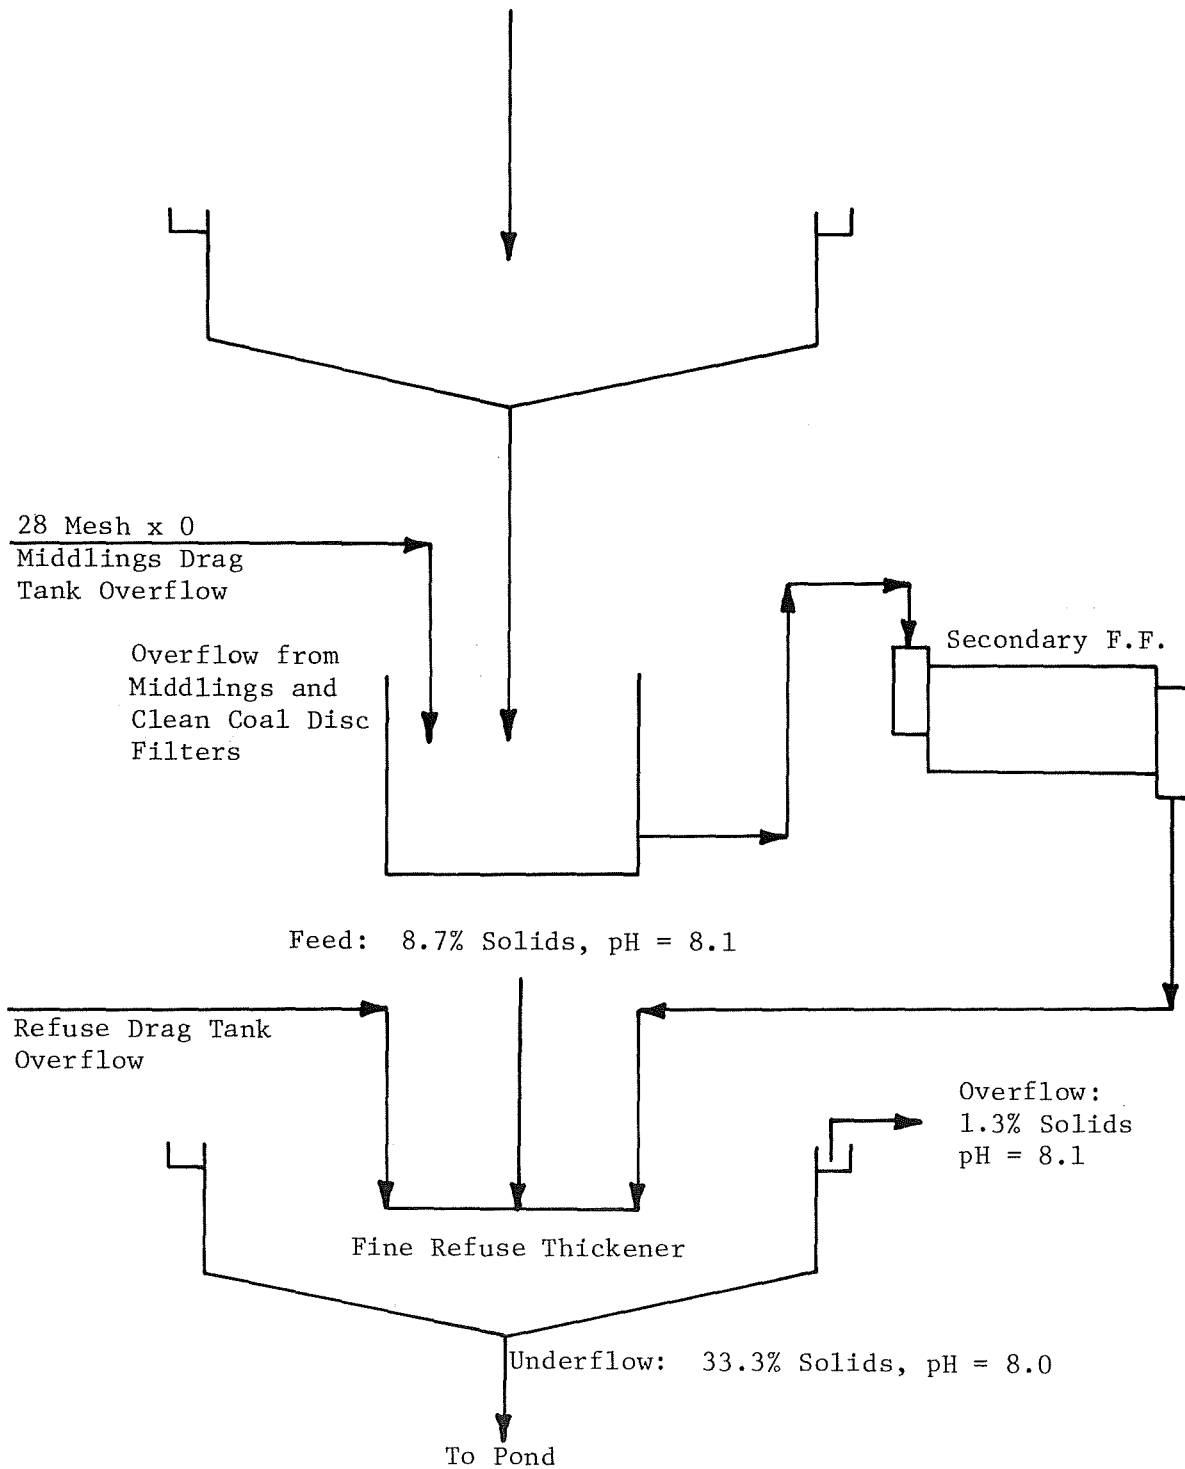 28 Mesh x 0
Middlings Drag
Tank Overflow
Overflow from
Middlings and
Clean Coal Disc
Filters
Secondary F.F.
Feed: 8.7% Solids, pH = 8.1
Refuse Drag Tank
Overflow
Overflow:
1.3% Solids
pH = 8.1
Fine Refuse Thickener
Underflow: 33.3% Solids, pH = 8.0
To Pond